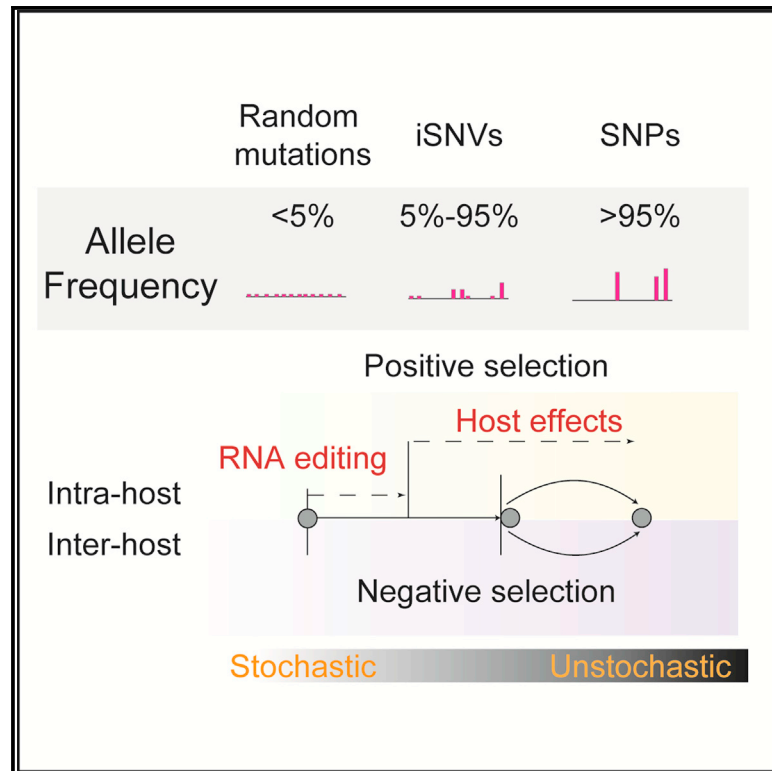 Random
mutations
iSNVs
SNPs
Allele
Frequency
<5%
5%-95%
>95%
Positive selection
Host effects
RNA editing
Intra-host
Inter-host
Negative selection
Stochastic
Unstochastic